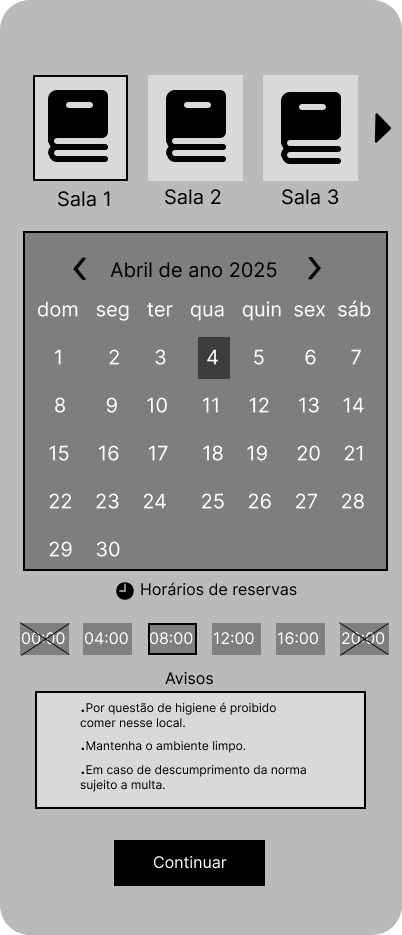 Sala 1 Sala 2 Sala 3
Abril de ano 2025
dom seg ter qua quin sex sáb
1 2 3 4 5 6 7
8 9 10 11 12 13 14
15 16 17 18 19 20 21
22 23 24 25 26 27 28
29 30
Horários de reservas
00:00 04:00 08:00 12:00 16:00 20:00
Avisos
.Por questão de higiene é proibido
comer nesse local.
.Mantenha o ambiente limpo.
.Em caso de descumprimento da norma
sujeito a multa.
Continuar